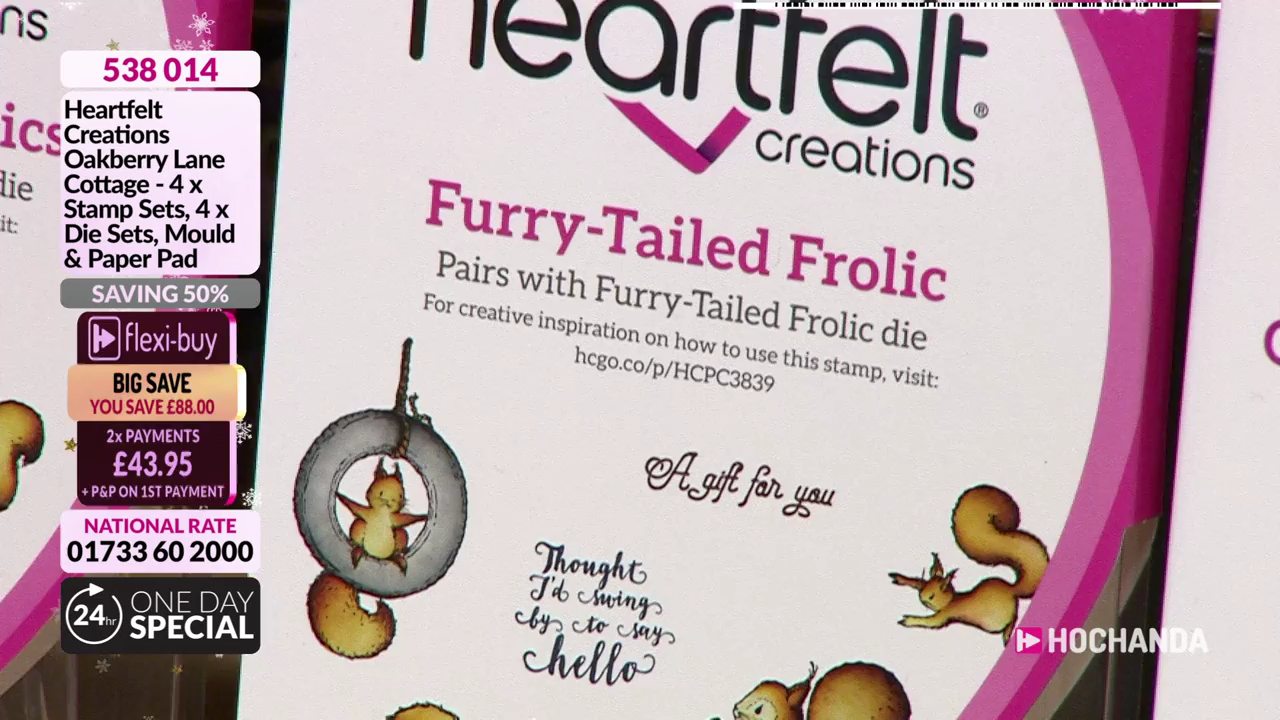 538 014
Heartfelt
Creations
Oakberry Lane
Cottage - 4 x
Stamp Sets, 4 x
Die Sets, Mould
& Paper Pad
SAVING 50%
flexi-buy
BIG SAVE
YOU SAVE £88.00
2x PAYMENTS
£43.95
+ P&P ON 1ST PAYMENT
NATIONAL RATE
01733 60 2000
24hr
ONE DAY
SPECIAL
ns
ics
die
it:
heartfelt®
creations
Furry-Tailed Frolic
Pairs with Furry-Tailed Frolic die
For creative inspiration on how to use this stamp, visit:
hcgo.co/p/HCPC3839
A gift for you
Thought
I'd swing
by to say
hello
HOCHANDA